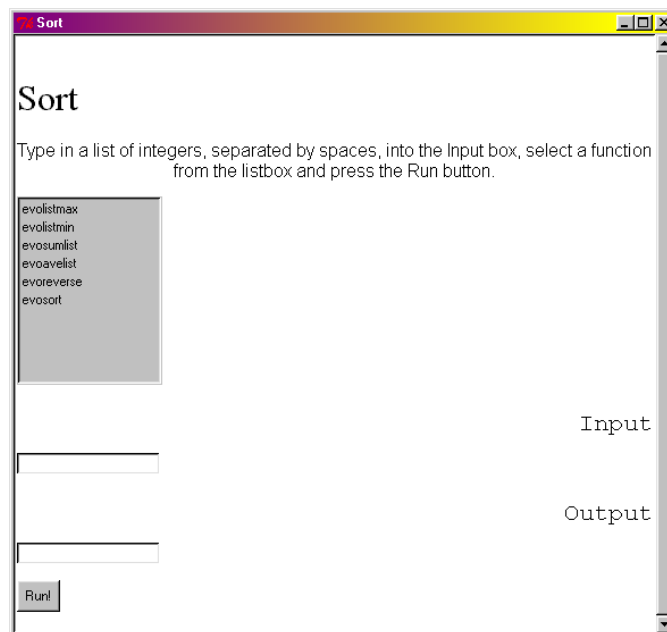 Sort
Sort
Type in a list of integers, separated by spaces, into the Input box, select a function
from the listbox and press the Run button.
evolistmax
evolistmin
evosumlist
evoavelist
evoreverse
evosort
Input
Output
Run!